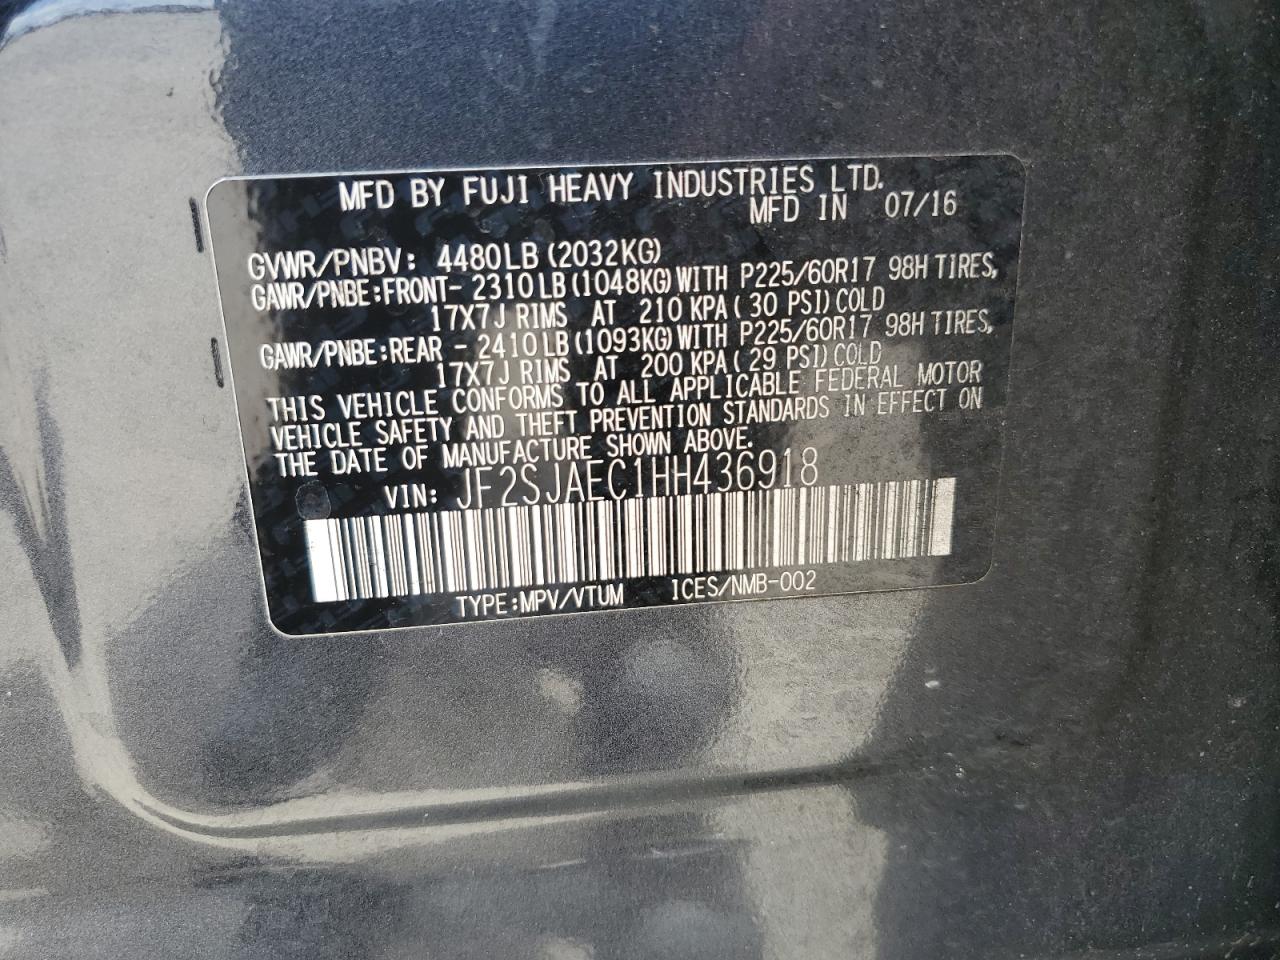 MFD BY FUJI HEAVY INDUSTRIES LTD.
MFD IN 07/16
GVWR/PNBV: 4480LB (2032KG)
GAWR/PNBE:FRONT- 2310LB(1048KG)WITH P225/60R17 98H TIRES,
17X7J RIMS AT 210 KPA( 30 PSI)COLD
GAWR/PNBE:REAR - 2410LB(1093KG)WITH P225/60R17 98H TIRES,
17X7J RIMS AT 200 KPA( 29 PSI)COLD
THIS VEHICLE CONFORMS TO ALL APPLICABLE FEDERAL MOTOR
VEHICLE SAFETY AND THEFT PREVENTION STANDARDS IN EFFECT ON
THE DATE OF MANUFACTURE SHOWN ABOVE.
VIN: JF2SJAEC1HH436918
TYPE:MPV/VTUM ICES/NMB-002